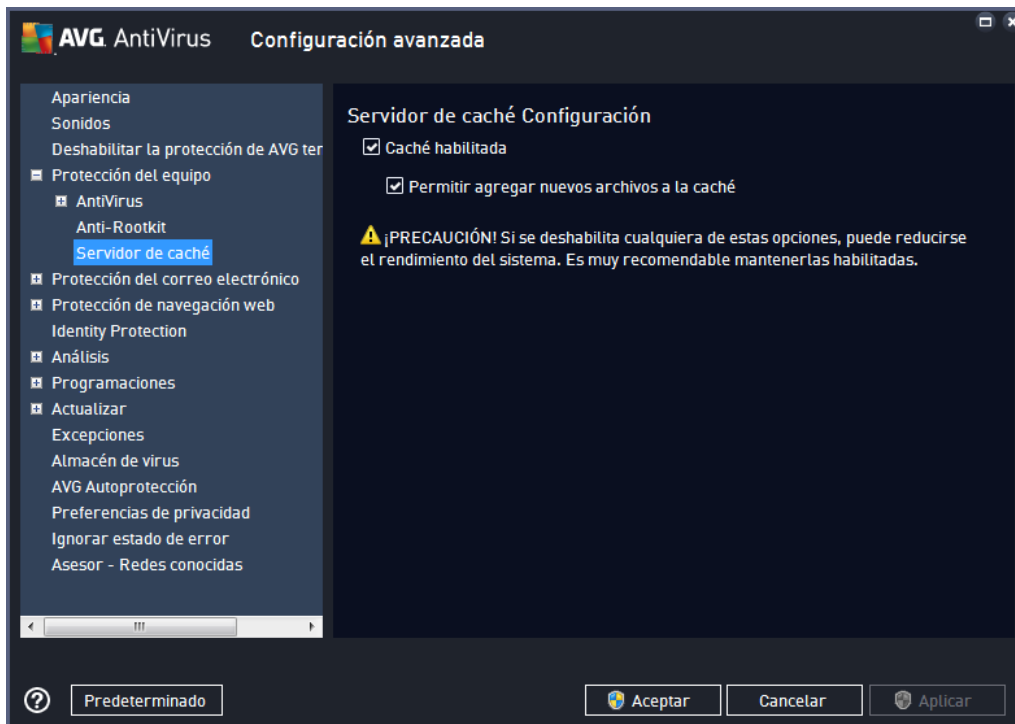 AVG. AntiVirus Configuración avanzada
Apariencia
Sonidos
Deshabilitar la protección de AVG ter
Protección del equipo
AntiVirus
Anti-Rootkit
Servidor de caché
Protección del correo electrónico
Protección de navegación web
Identity Protection
Análisis
Programaciones
Actualizar
Excepciones
Almacén de virus
AVG Autoprotección
Preferencias de privacidad
Ignorar estado de error
Asesor - Redes conocidas
Servidor de caché Configuración
Caché habilitada
Permitir agregar nuevos archivos a la caché
¡PRECAUCIÓN! Si se deshabilita cualquiera de estas opciones, puede reducirse
el rendimiento del sistema. Es muy recomendable mantenerlas habilitadas.
? Predeterminado Aceptar Cancelar Aplicar